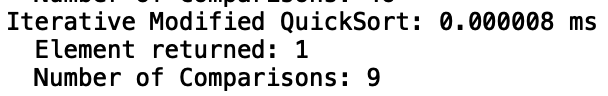 Iterative Modified QuickSort: 0.000008 ms
Element returned: 1
Number of Comparisons: 9